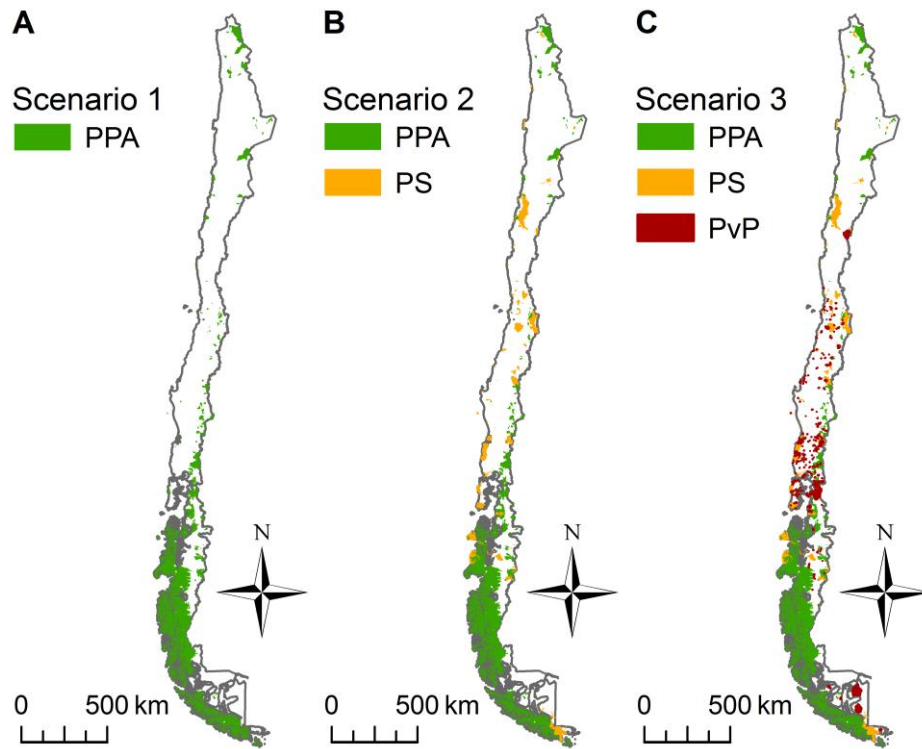 A
Scenario 1
PPA
N
0 500 km
B
Scenario 2
PPA
PS
N
0 500 km
C
Scenario 3
PPA
PS
PvP
N
0 500 km